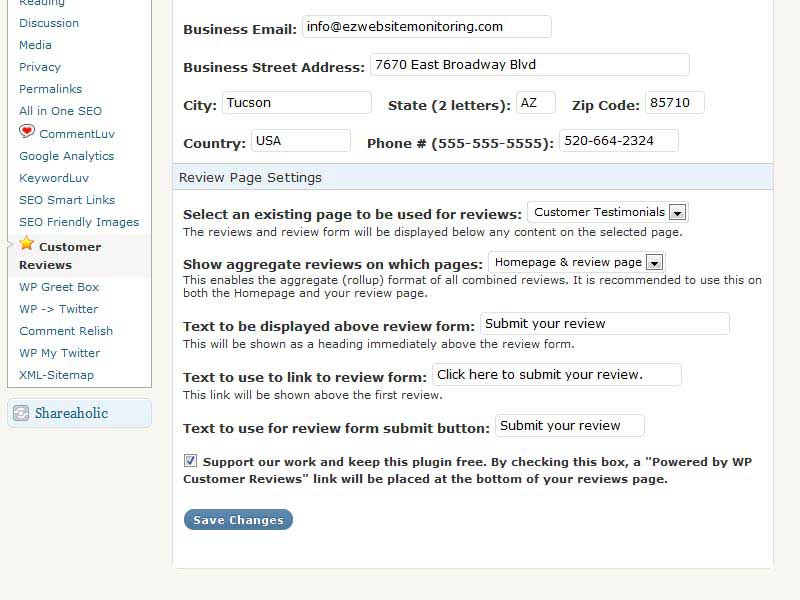 Reading
Discussion
Media
Privacy
Permalinks
All in One SEO
CommentLuv
Google Analytics
KeywordLuv
SEO Smart Links
SEO Friendly Images
Customer
Reviews
WP Greet Box
WP -> Twitter
Comment Relish
WP My Twitter
XML-Sitemap
Shareaholic
Business Email: info@ezwebsitemonitoring.com
Business Street Address: 7670 East Broadway Blvd
City: Tucson State (2 letters): AZ Zip Code: 85710
Country: USA Phone # (555-555-5555): 520-664-2324
Review Page Settings
Select an existing page to be used for reviews: Customer Testimonials
The reviews and review form will be displayed below any content on the selected page.
Show aggregate reviews on which pages: Homepage & review page
This enables the aggregate (rollup) format of all combined reviews. It is recommended to use this on
both the Homepage and your review page.
Text to be displayed above review form: Submit your review
This will be shown as a heading immediately above the review form.
Text to use to link to review form: Click here to submit your review.
This link will be shown above the first review.
Text to use for review form submit button: Submit your review
Support our work and keep this plugin free. By checking this box, a "Powered by WP
Customer Reviews" link will be placed at the bottom of your reviews page.
Save Changes